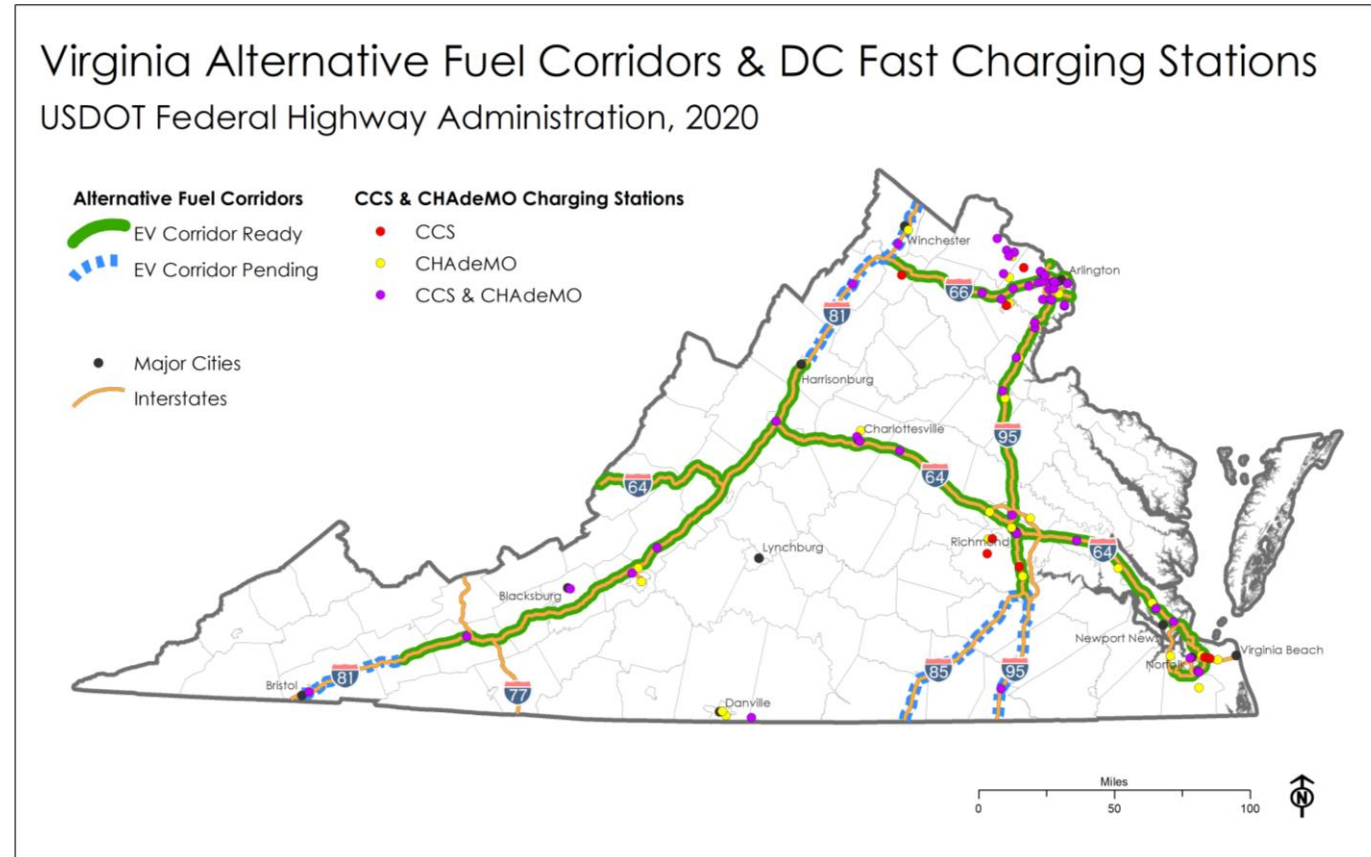 Virginia Alternative Fuel Corridors & DC Fast Charging Stations
USDOT Federal Highway Administration, 2020
Alternative Fuel Corridors
EV Corridor Ready
EV Corridor Pending
Major Cities
Interstates
CCS & CHAdeMO Charging Stations
CCS
CHAdeMO
CCS & CHAdeMO
Winchester
Arlington
66
81
Harrisonburg
Charlottesville
95
64
64
Lynchburg
Richmond
64
Blacksburg
Newport News
Virginia Beach
Norfolk
81
Bristol
77
85
95
Danville
Miles
0 50 100
N